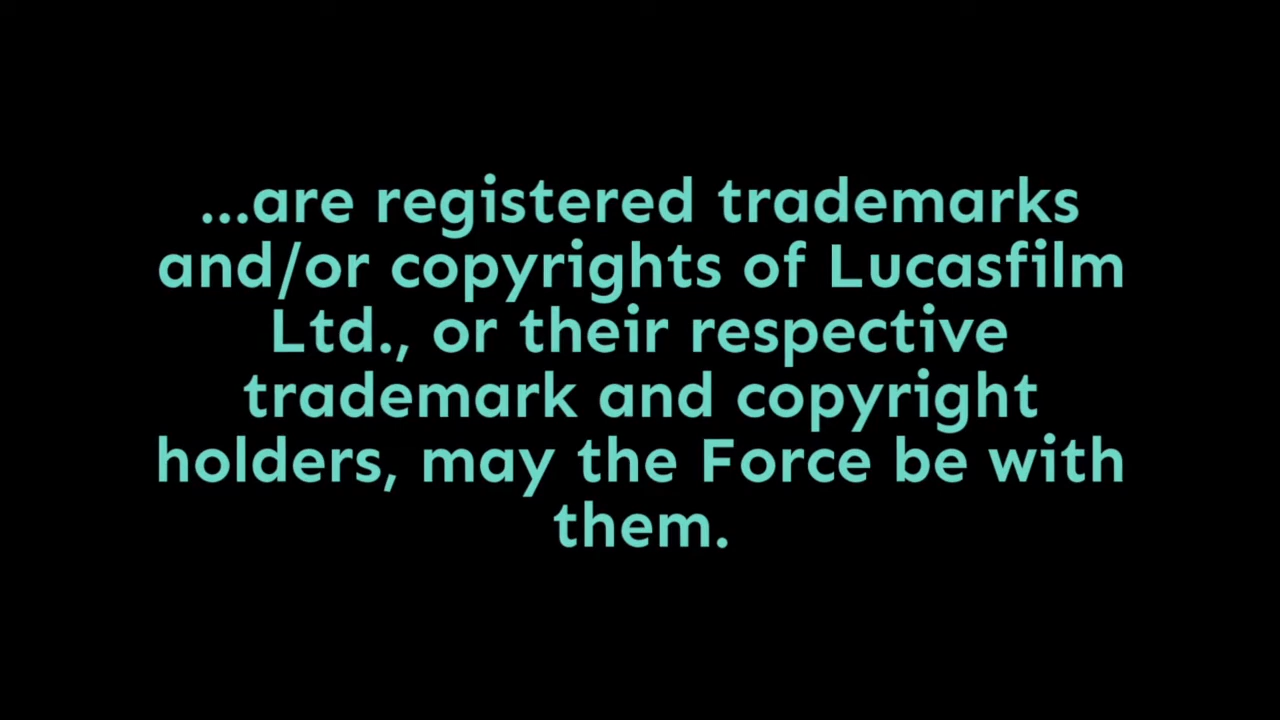 ...are registered trademarks
and/or copyrights of Lucasfilm
Ltd., or their respective
trademark and copyright
holders, may the Force be with
them.